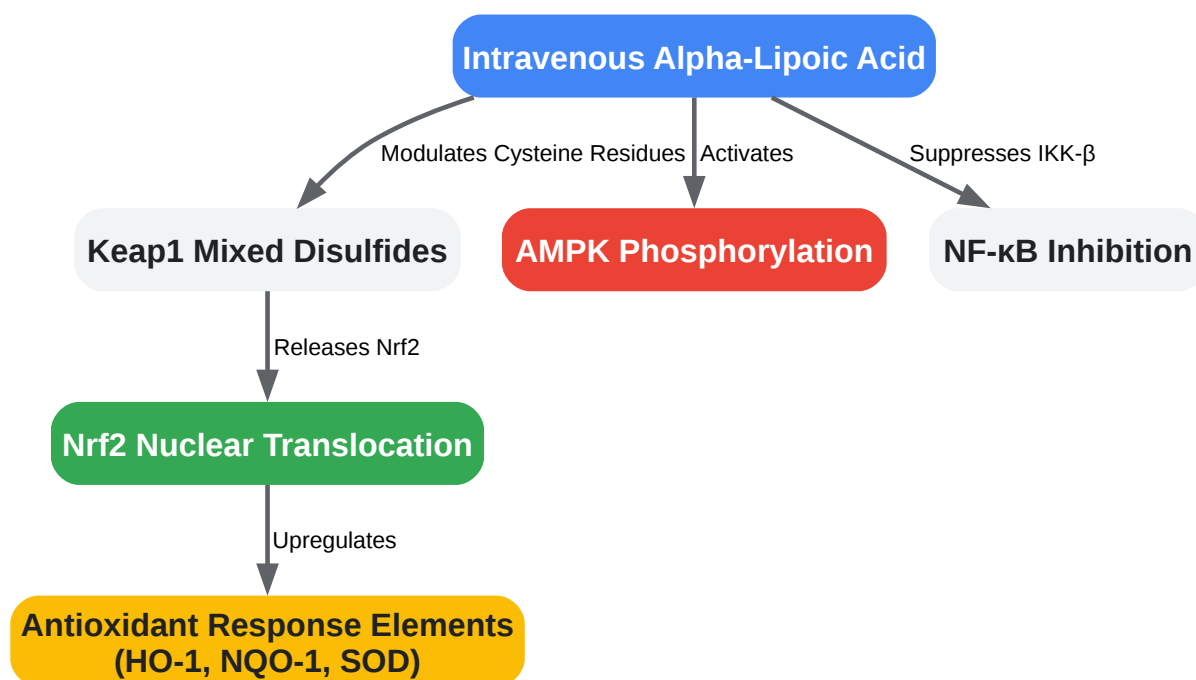 Intravenous Alpha-Lipoic Acid
Modulates Cysteine Residues
Activates
Suppresses IKK-β
Keap1 Mixed Disulfides
AMPK Phosphorylation
NF-κB Inhibition
Releases Nrf2
Nrf2 Nuclear Translocation
Upregulates
Antioxidant Response Elements
(HO-1, NQO-1, SOD)